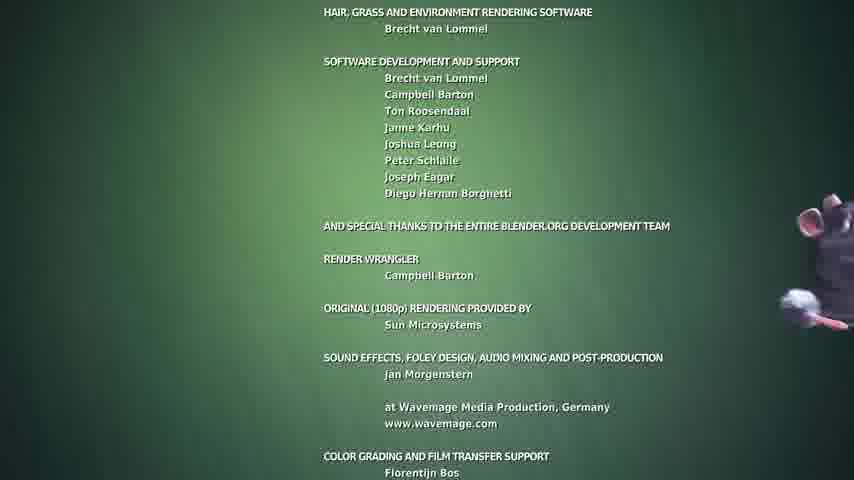 HAIR, GRASS AND ENVIRONMENT RENDERING SOFTWARE
Brecht van Lommel
SOFTWARE DEVELOPMENT AND SUPPORT
Brecht van Lommel
Campbell Barton
Ton Roosendaal
Janne Karhu
Joshua Leung
Peter Schlaile
Joseph Eagar
Diego Hernan Borghetti
AND SPECIAL THANKS TO THE ENTIRE BLENDER.ORG DEVELOPMENT TEAM
RENDER WRANGLER
Campbell Barton
ORIGINAL (1080p) RENDERING PROVIDED BY
Sun Microsystems
SOUND EFFECTS, FOLEY DESIGN, AUDIO MIXING AND POST-PRODUCTION
Jan Morgenstern
at Wavemage Media Production, Germany
www.wavemage.com
COLOR GRADING AND FILM TRANSFER SUPPORT
Florentijn Bos